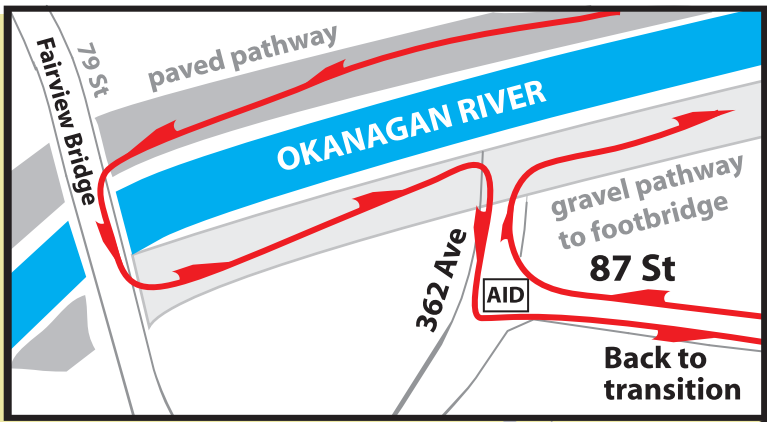 Fairview Bridge
79 St
paved pathway
OKANAGAN RIVER
gravel pathway
to footbridge
362 Ave
AID
87 St
Back to
transition